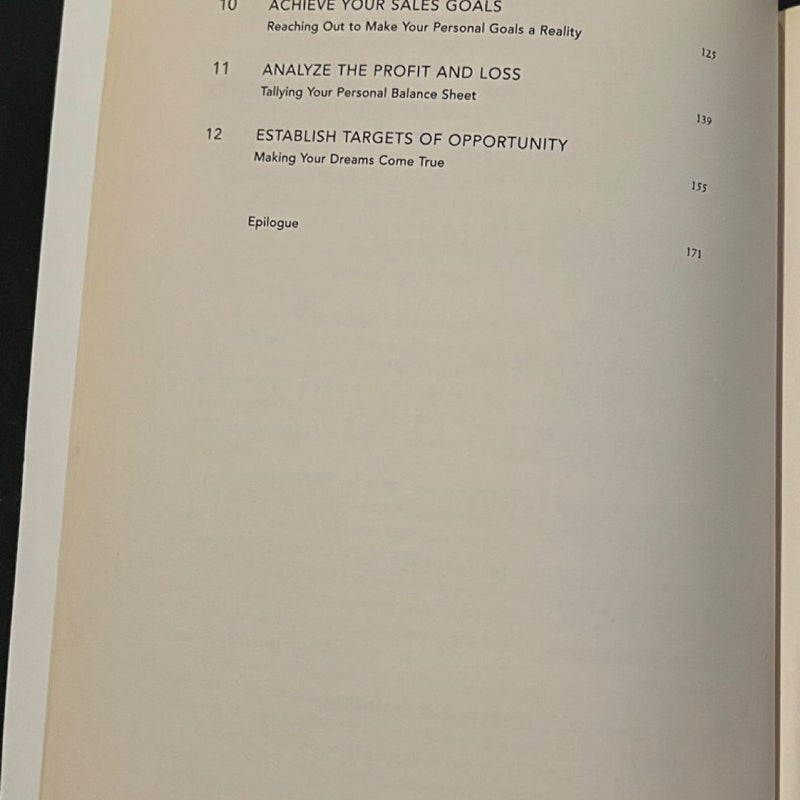 10 ACHIEVE YOUR SALES GOALS
Reaching Out to Make Your Personal Goals a Reality
125
11 ANALYZE THE PROFIT AND LOSS
Tallying Your Personal Balance Sheet
139
12 ESTABLISH TARGETS OF OPPORTUNITY
Making Your Dreams Come True
155
Epilogue
171